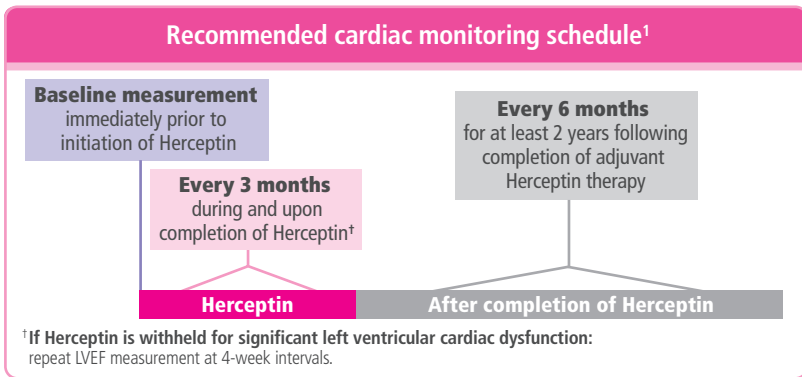 Recommended cardiac monitoring schedule¹
Baseline measurement
immediately prior to
initiation of Herceptin
Every 6 months
for at least 2 years following
completion of adjuvant
Herceptin therapy
Every 3 months
during and upon
completion of Herceptin†
Herceptin
After completion of Herceptin
†If Herceptin is withheld for significant left ventricular cardiac dysfunction:
repeat LVEF measurement at 4-week intervals.